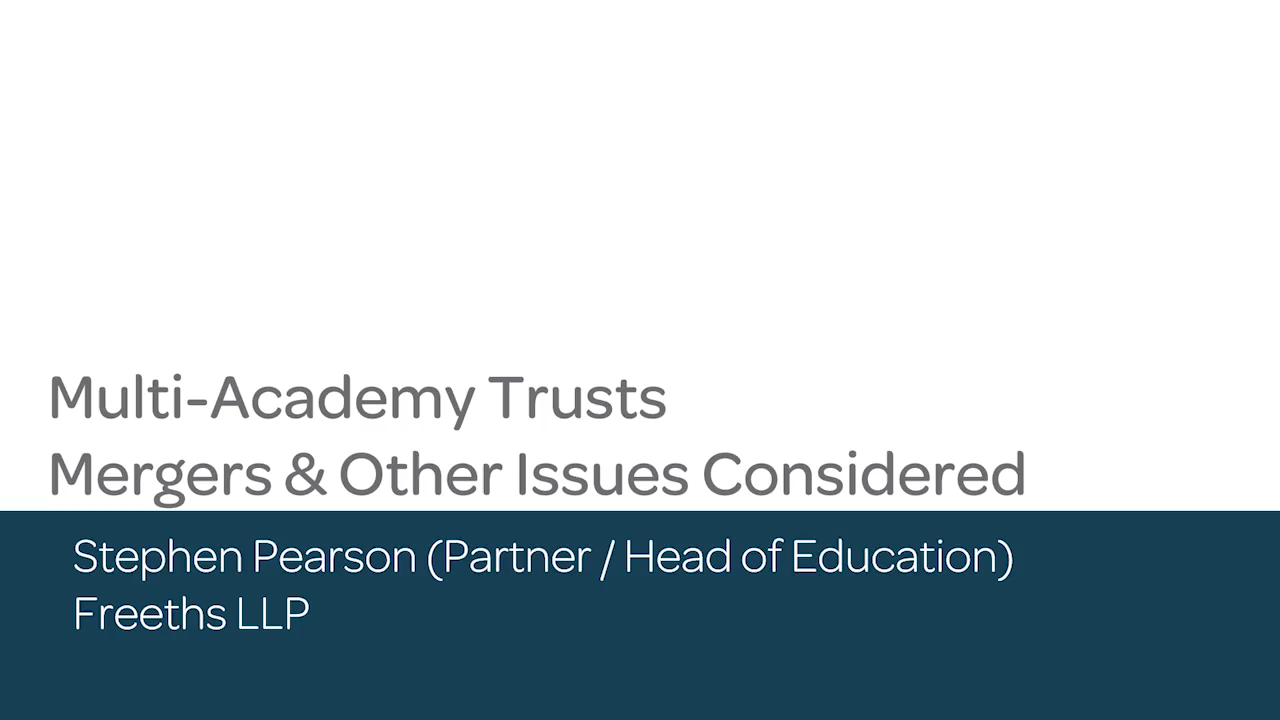 Multi-Academy Trusts
Mergers & Other Issues Considered
Stephen Pearson (Partner / Head of Education)
Freeths LLP